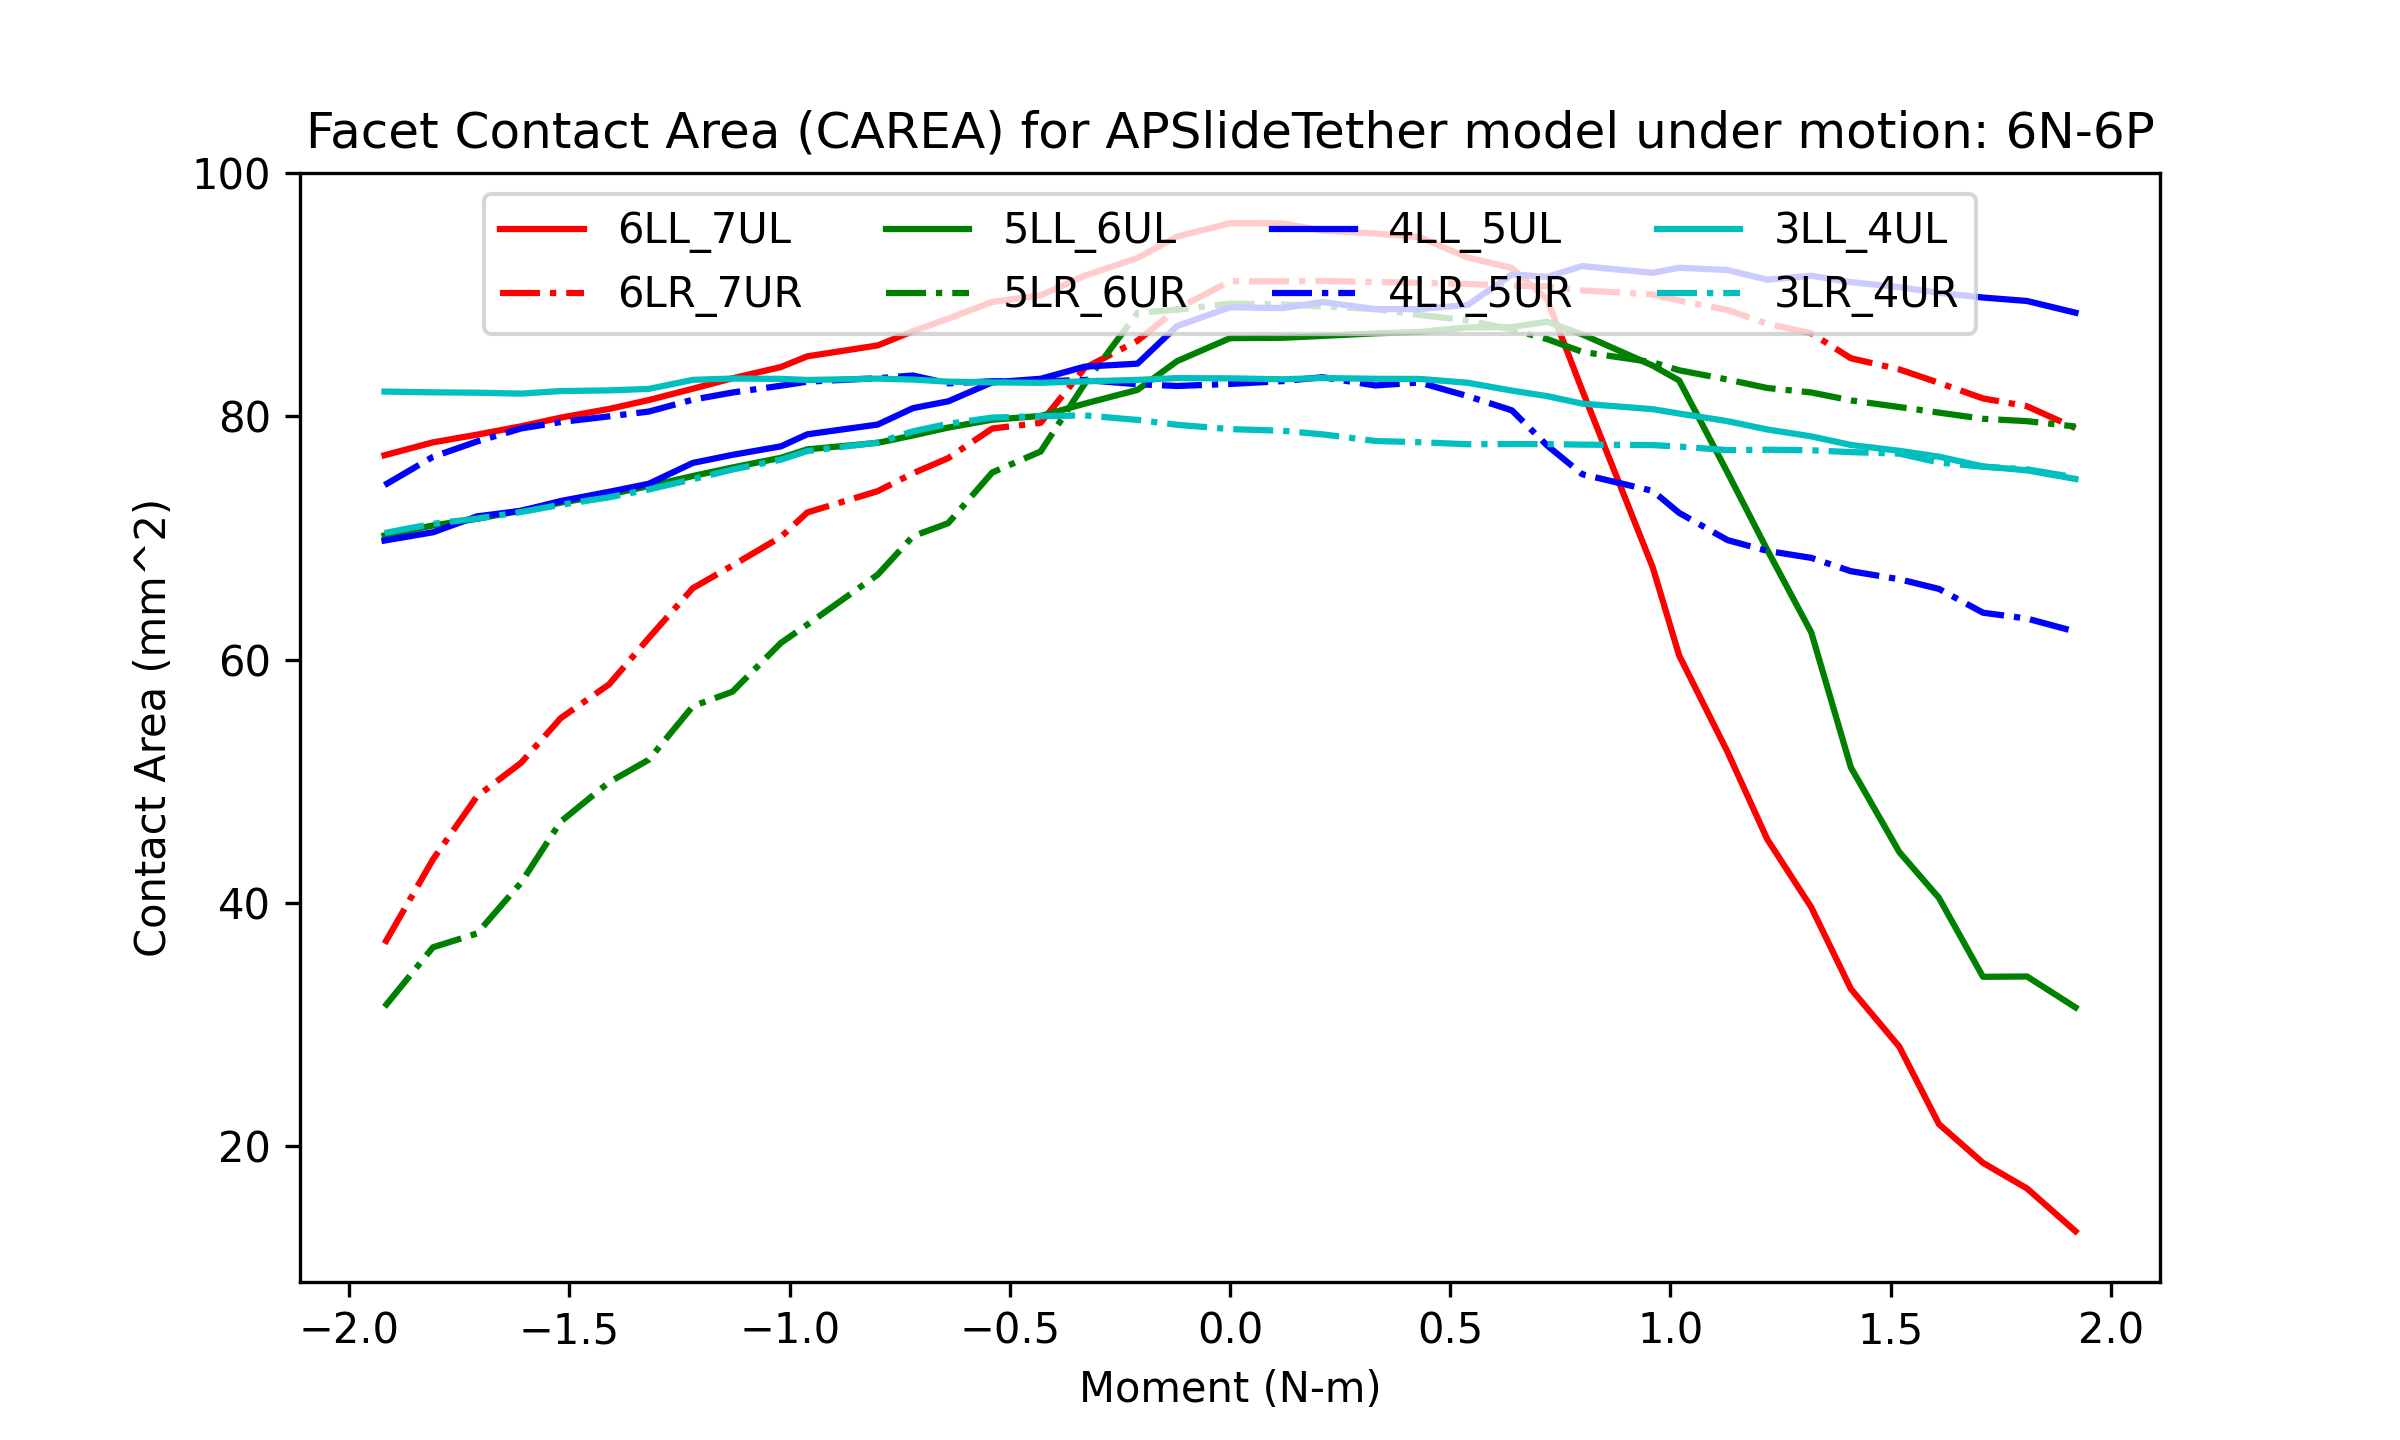 Facet Contact Area (CAREA) for APSlideTether model under motion: 6N-6P
100
80
60
40
20
Contact Area (mm^2)
6LL_7UL 5LL_6UL 4LL_5UL 3LL_4UL
6LR_7UR 5LR_6UR 4LR_5UR 3LR_4UR
−2.0 −1.5 −1.0 −0.5 0.0 0.5 1.0 1.5 2.0
Moment (N-m)